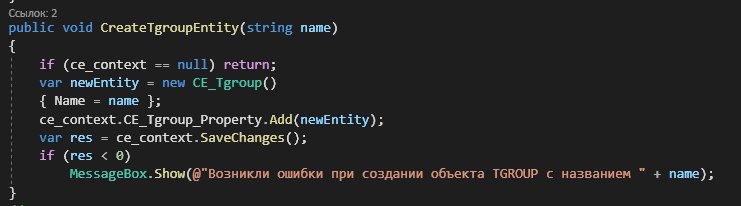 Ссылок: 2
public void CreateTgroupEntity(string name)
{
if (ce_context == null) return;
var newEntity = new CE_Tgroup()
{ Name = name };
ce_context.CE_Tgroup_Property.Add(newEntity);
var res = ce_context.SaveChanges();
if (res < 0)
MessageBox.Show(@"Возникли ошибки при создании объекта TGROUP с названием " + name);
}